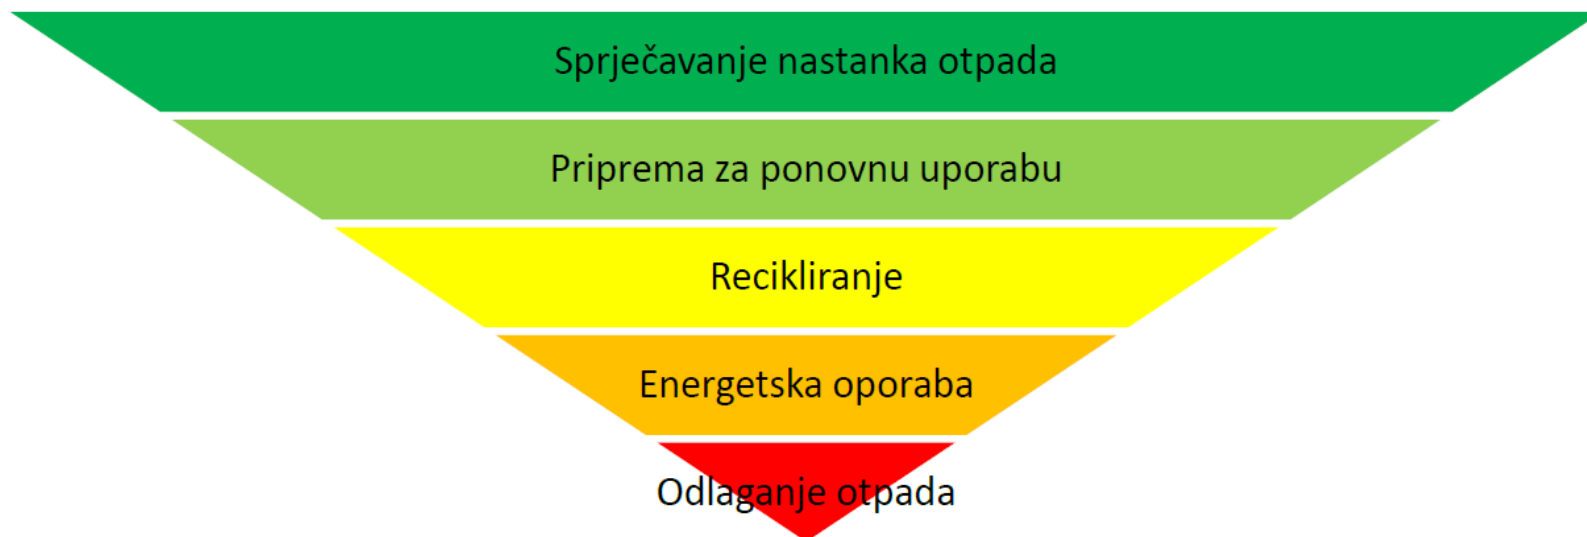 Sprječavanje nastanka otpada
Priprema za ponovnu uporabu
Recikliranje
Energetska oporaba
Odlaganje otpada